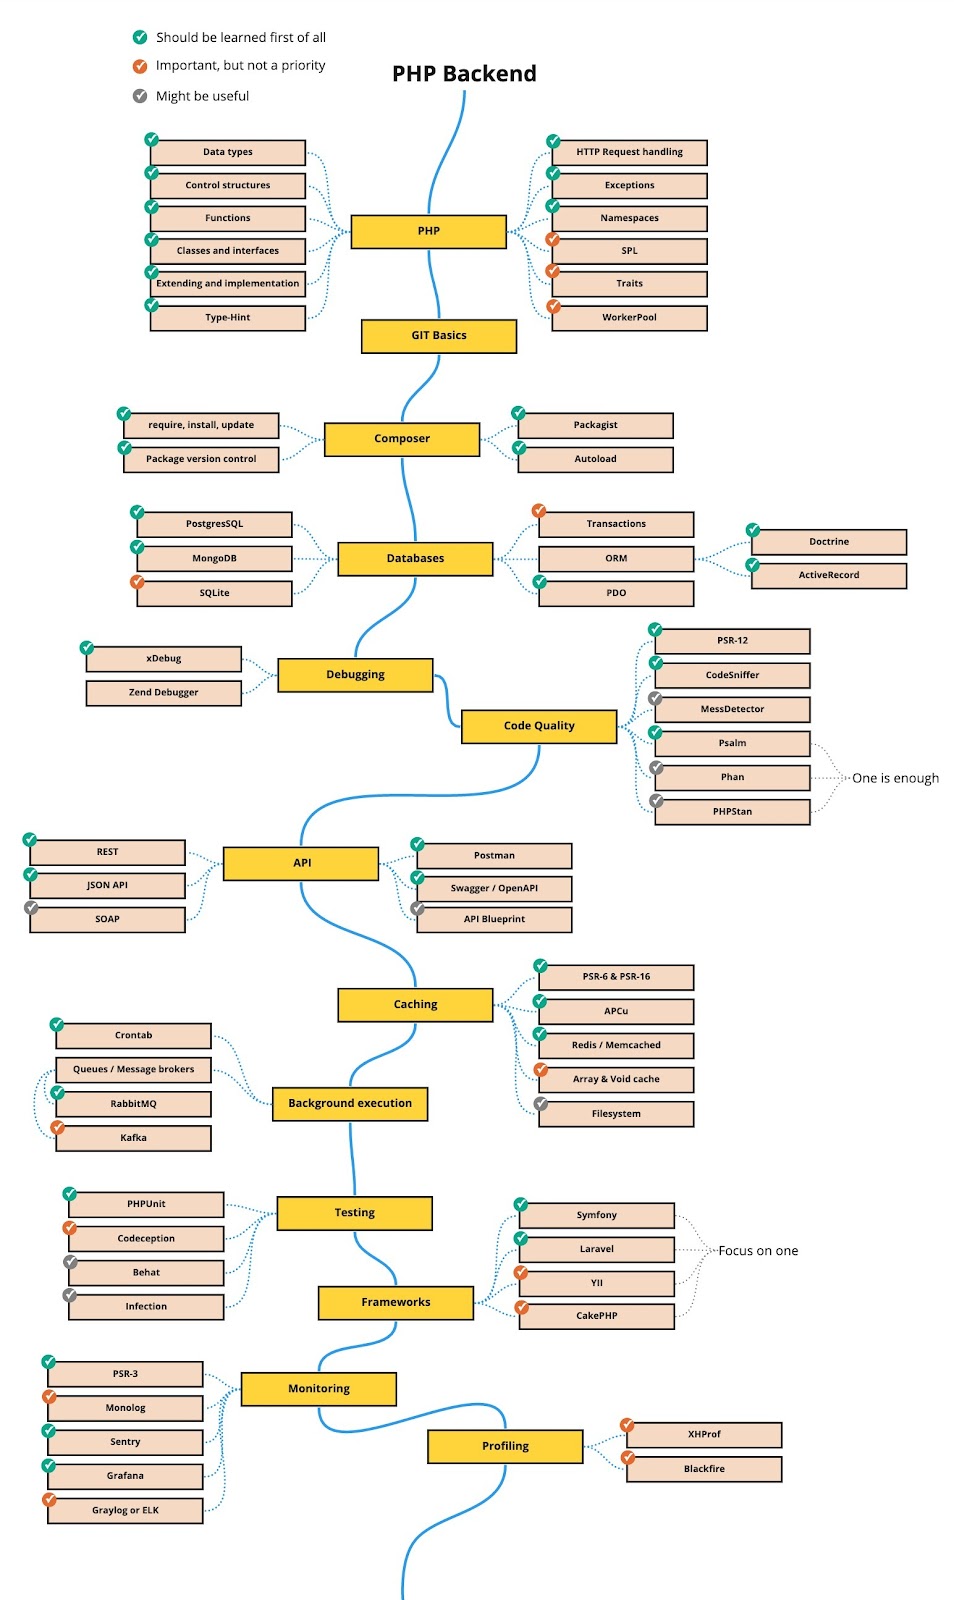 Should be learned first of all
Important, but not a priority
Might be useful
PHP Backend
Data types
Control structures
Functions
Classes and interfaces
Extending and implementation
Type-Hint
PHP
HTTP Request handling
Exceptions
Namespaces
SPL
Traits
WorkerPool
GIT Basics
require, install, update
Package version control
Composer
Packagist
Autoload
PostgresSQL
MongoDB
SQLite
Databases
Transactions
ORM
PDO
Doctrine
ActiveRecord
xDebug
Zend Debugger
Debugging
Code Quality
PSR-12
CodeSniffer
MessDetector
Psalm
Phan
PHPStan
One is enough
REST
JSON API
SOAP
API
Postman
Swagger / OpenAPI
API Blueprint
Caching
PSR-6 & PSR-16
APCu
Redis / Memcached
Array & Void cache
Filesystem
Crontab
Queues / Message brokers
RabbitMQ
Kafka
Background execution
PHPUnit
Codeception
Behat
Infection
Testing
Frameworks
Symfony
Laravel
YII
CakePHP
Focus on one
PSR-3
Monolog
Sentry
Grafana
Graylog or ELK
Monitoring
Profiling
XHProf
Blackfire